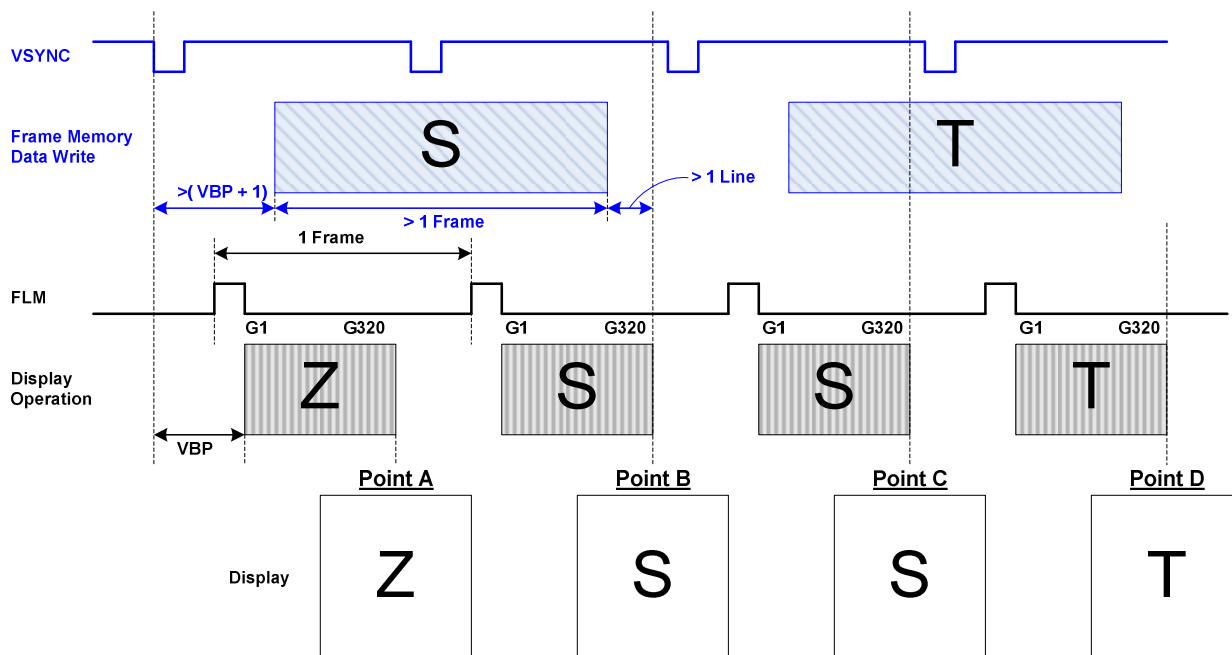 VSYNC
Frame Memory
Data Write
S
T
>( VBP + 1)
> 1 Frame
> 1 Line
1 Frame
FLM
G1 G320 G1 G320 G1 G320 G1 G320
Display
Operation
Z S S T
VBP
Point A Point B Point C Point D
Display
Z S S T